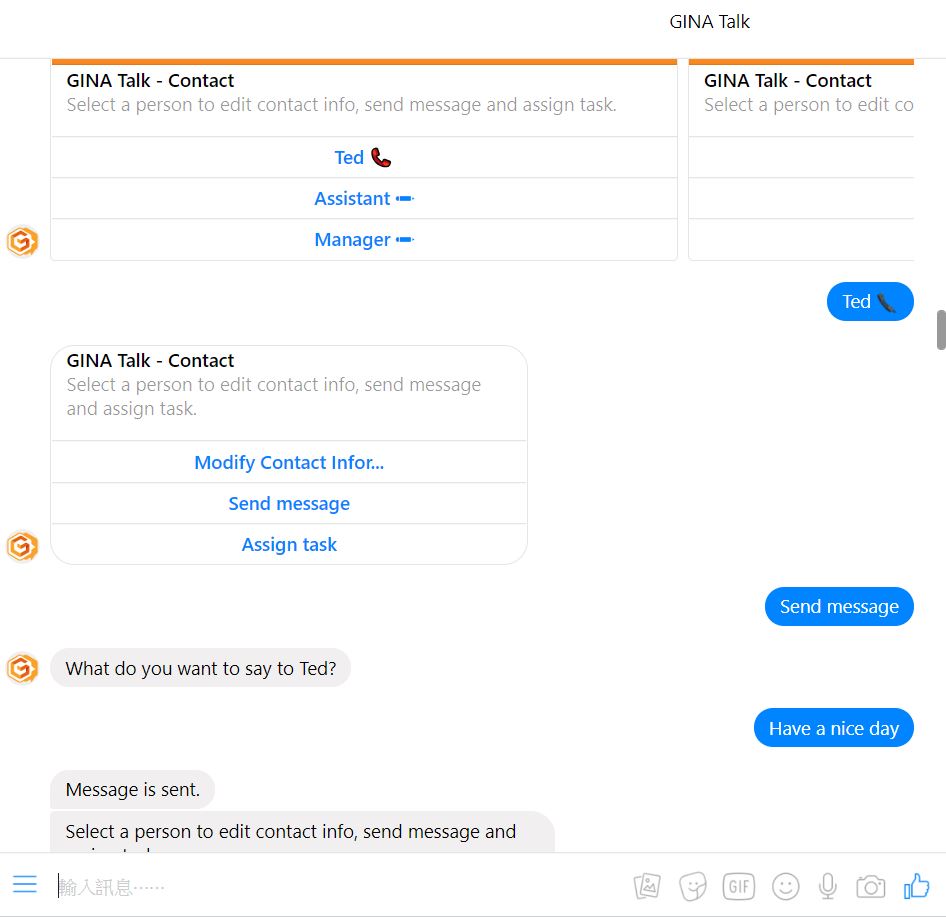 GINA Talk
GINA Talk - Contact
Select a person to edit contact info, send message and assign task.
Ted
Assistant
Manager
GINA Talk - Contact
Select a person to edit co
Ted
GINA Talk - Contact
Select a person to edit contact info, send message
and assign task.
Modify Contact Infor...
Send message
Assign task
Send message
What do you want to say to Ted?
Have a nice day
Message is sent.
Select a person to edit contact info, send message and
輸入訊息⋯⋯
GIF